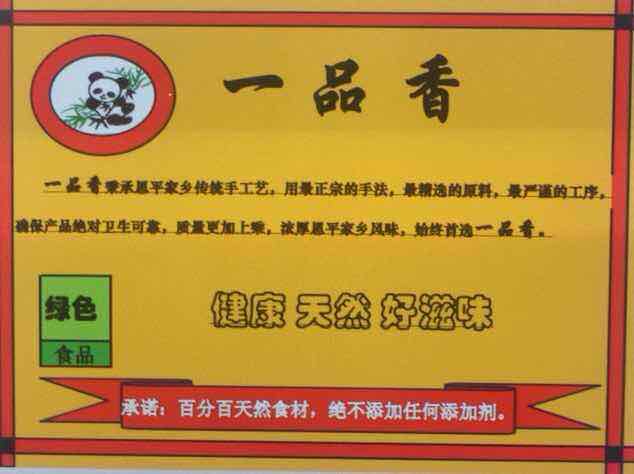 一品香
一品香秉承恩平家乡传统手工艺，用最正宗的手法，最精选的原料，最严谨的工序，
确保产品绝对卫生可靠，质量更加上乘，浓厚恩平家乡风味，始终首选一品香。
绿色
食品
健康 天然 好滋味
承诺：百分百天然食材，绝不添加任何添加剂。